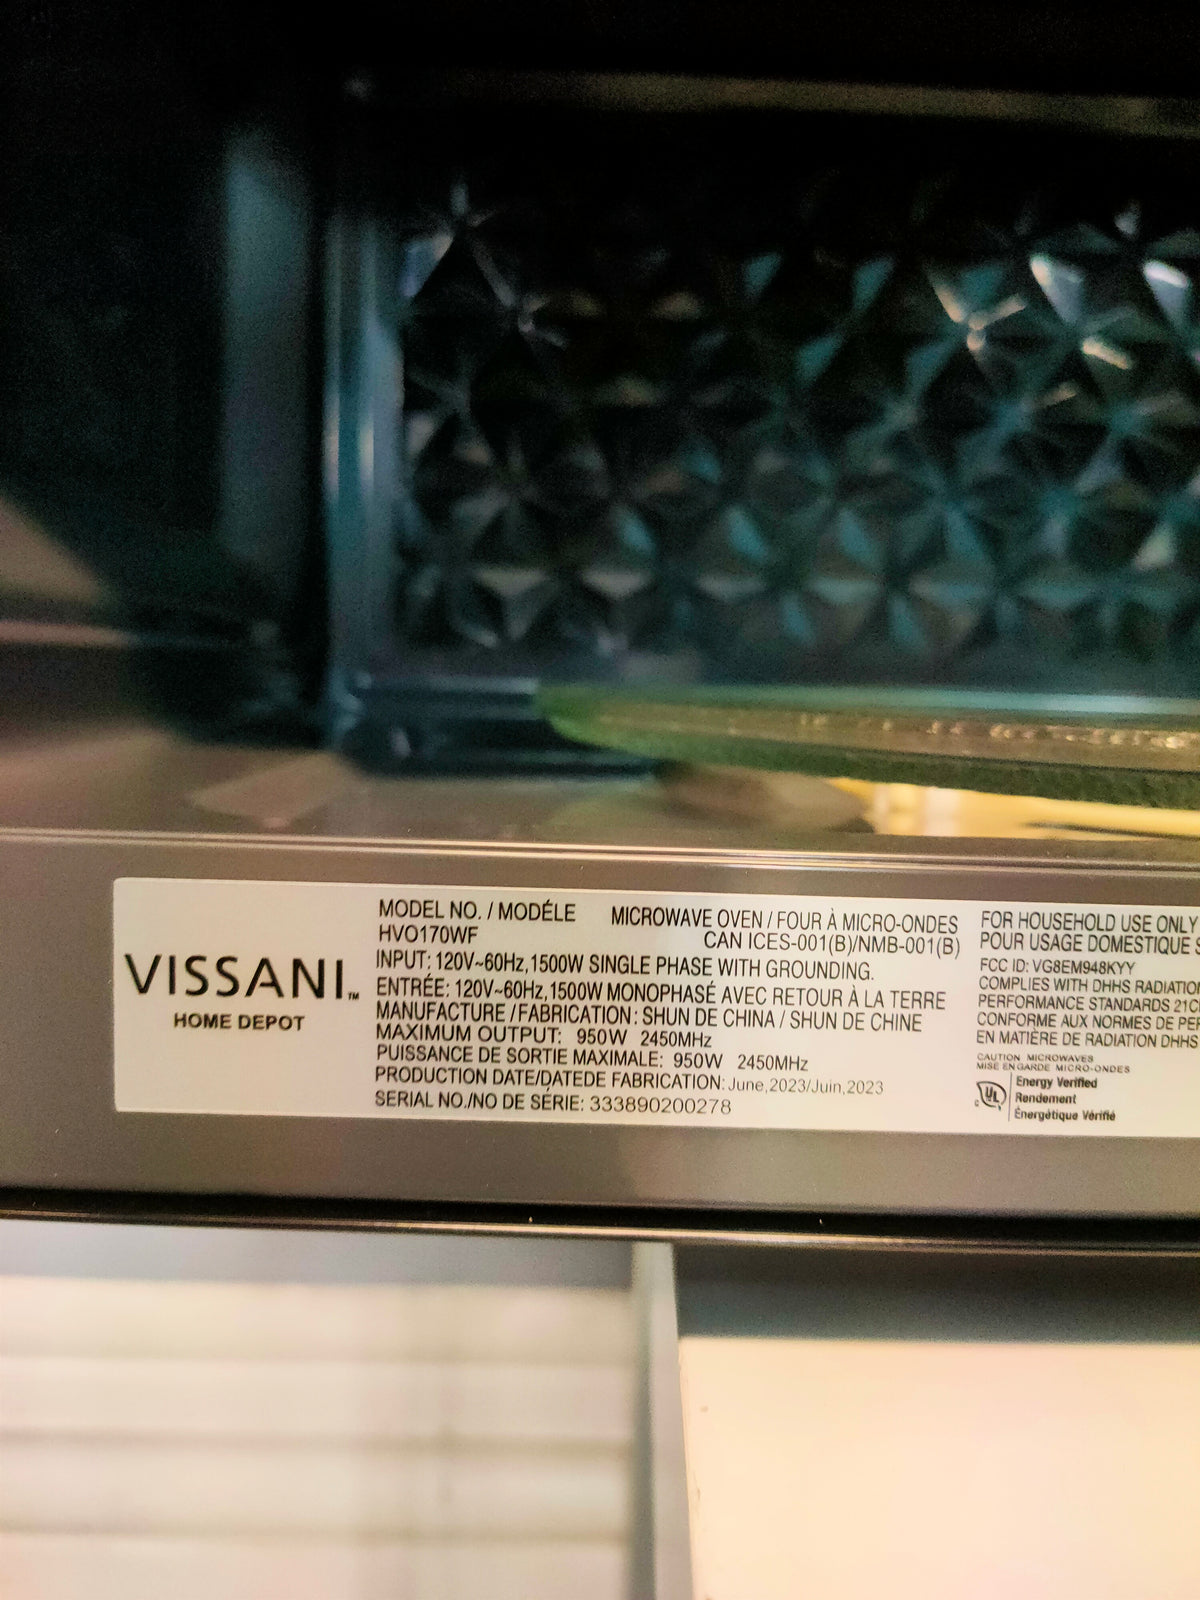 VISSANI™
HOME DEPOT
MODEL NO. / MODÉLE
HVO170WF
MICROWAVE OVEN / FOUR À MICRO-ONDES
CAN ICES-001(B)/NMB-001(B)
INPUT: 120V~60Hz,1500W SINGLE PHASE WITH GROUNDING.
ENTRÉE: 120V~60Hz,1500W MONOPHASÉ AVEC RETOUR À LA TERRE
MANUFACTURE / FABRICATION : SHUN DE CHINA / SHUN DE CHINE
MAXIMUM OUTPUT: 950W 2450MHz
PUISSANCE DE SORTIE MAXIMALE: 950W 2450MHz
PRODUCTION DATE/DATEDE FABRICATION: June,2023/Juin,2023
SERIAL NO./NO DE SÉRIE: 333890200278
FOR HOUSEHOLD USE ONLY
POUR USAGE DOMESTIQUE
FCC ID: VG8EM948KYY
COMPLIES WITH DHHS
PERFORMANCE STANDARDS
CONFORME AUX NORMES DE
EN MATIÈRE DE RADIATION DHHS
CAUTION MICROWAVES
MISE EN GARDE MICRO-ONDES
c UL
Energy Verified
Rendement
Énergétique Vérifié